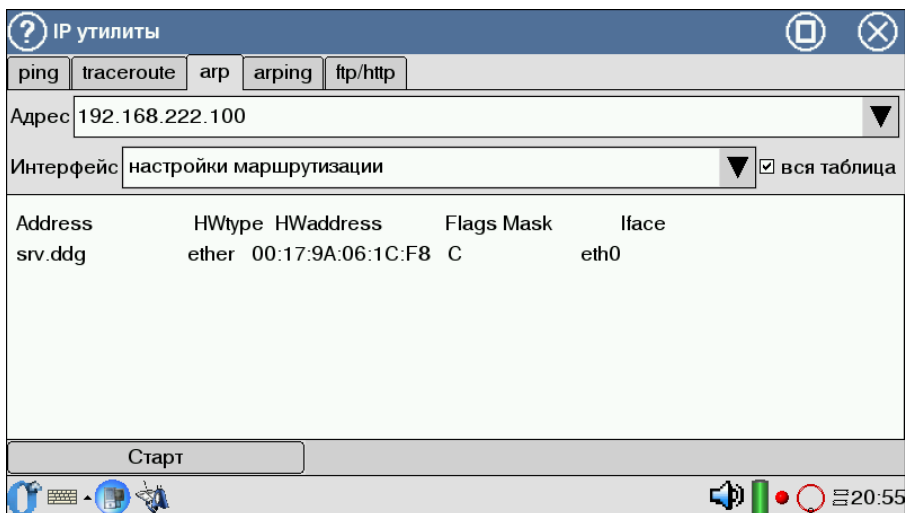 IP утилиты
ping traceroute arp arping ftp/http
Адрес 192.168.222.100
Интерфейс настройки маршрутизации вся таблица
Address HWtype HWaddress Flags Mask Iface
srv.ddg ether 00:17:9A:06:1C:F8 C eth0
Старт
20:55